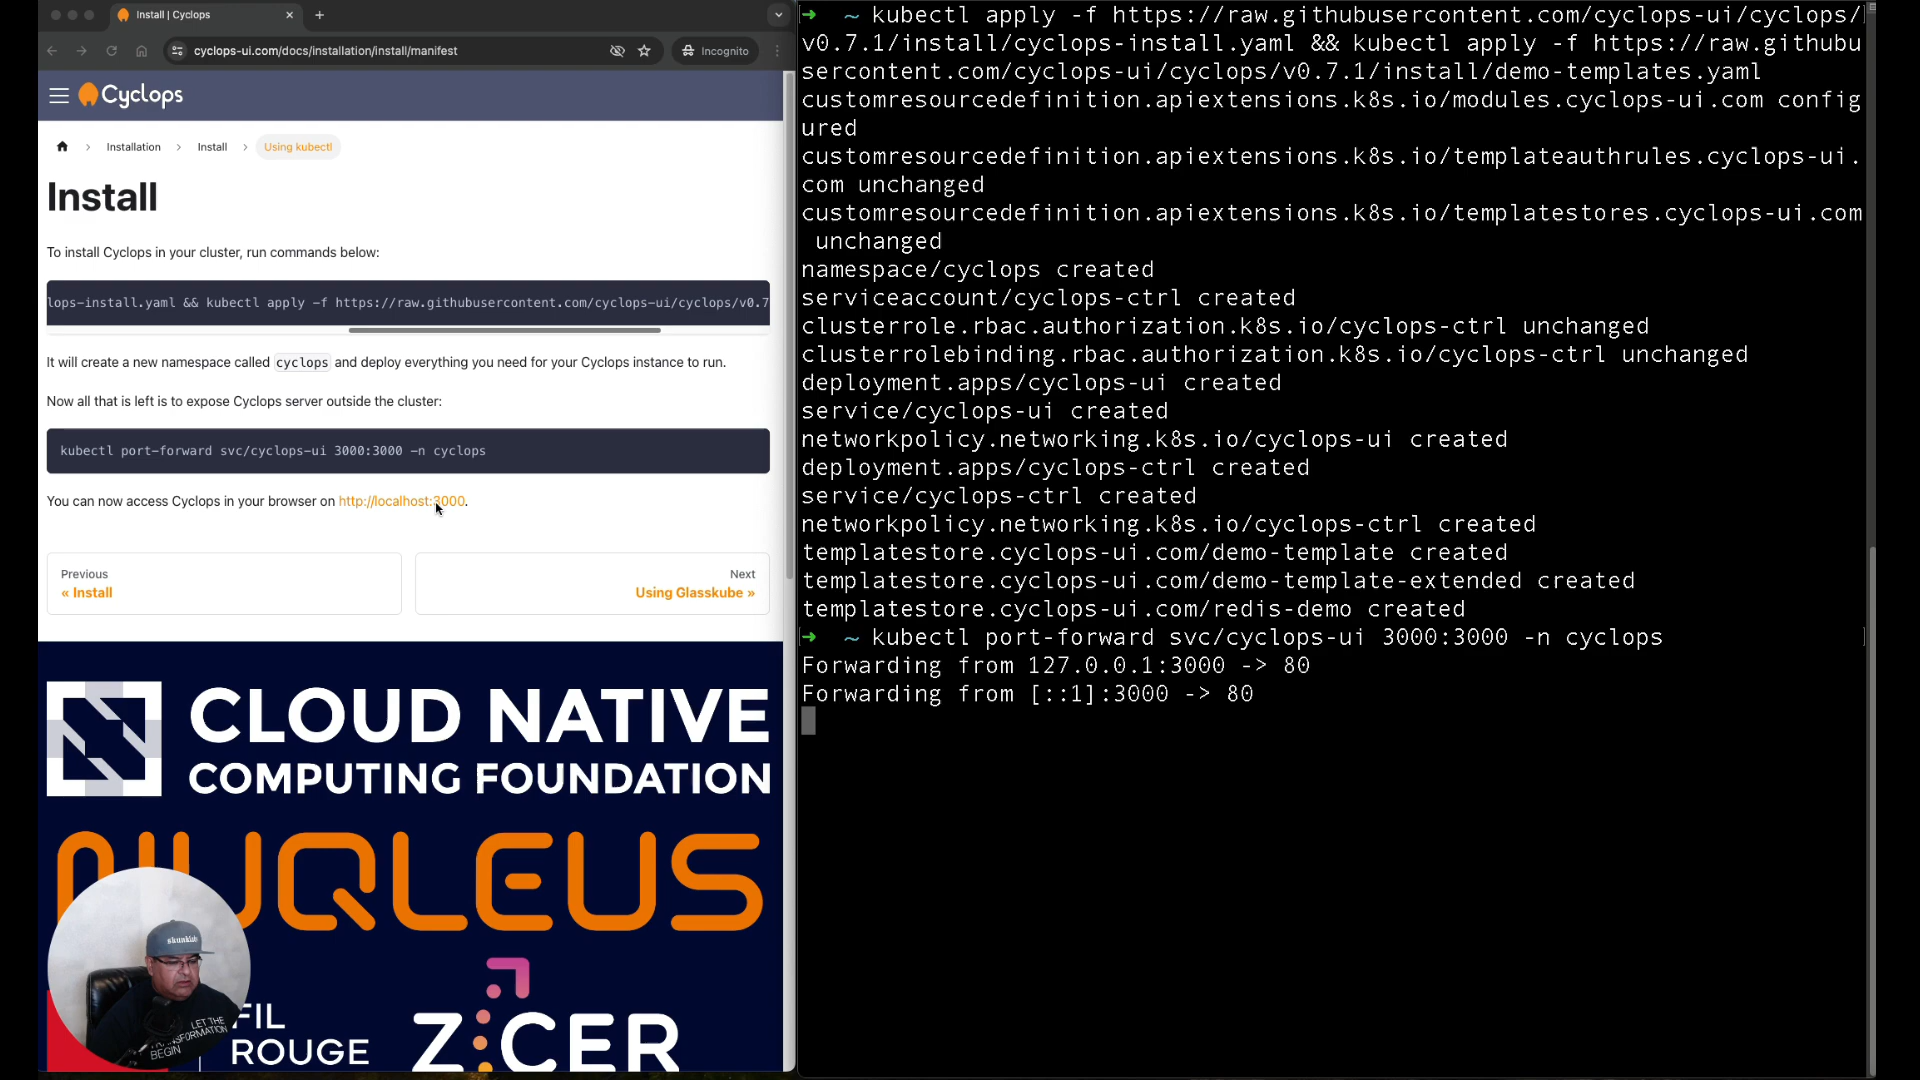 Install | Cyclops
cyclops-ui.com/docs/installation/install/manifest
Incognito
Cyclops
Installation
Install
Using kubectl
Install
To install Cyclops in your cluster, run commands below:
lops-install.yaml && kubectl apply -f https://raw.githubusercontent.com/cyclops-ui/cyclops/v0.7
It will create a new namespace called cyclops and deploy everything you need for your Cyclops instance to run.
Now all that is left is to expose Cyclops server outside the cluster:
kubectl port-forward svc/cyclops-ui 3000:3000 -n cyclops
You can now access Cyclops in your browser on http://localhost:3000.
Previous
« Install
Next
Using Glasskube »
CLOUD NATIVE
COMPUTING FOUNDATION
NUQLEUS
skunklab
LET THE
BEGIN
FIL
ROUGE
ZICER
➜ ~ kubectl apply -f https://raw.githubusercontent.com/cyclops-ui/cyclops/
v0.7.1/install/cyclops-install.yaml && kubectl apply -f https://raw.githubu
sercontent.com/cyclops-ui/cyclops/v0.7.1/install/demo-templates.yaml
customresourcedefinition.apiextensions.k8s.io/modules.cyclops-ui.com config
ured
customresourcedefinition.apiextensions.k8s.io/templateauthrules.cyclops-ui.
com unchanged
customresourcedefinition.apiextensions.k8s.io/templatestores.cyclops-ui.com
unchanged
namespace/cyclops created
serviceaccount/cyclops-ctrl created
clusterrole.rbac.authorization.k8s.io/cyclops-ctrl unchanged
clusterrolebinding.rbac.authorization.k8s.io/cyclops-ctrl unchanged
deployment.apps/cyclops-ui created
service/cyclops-ui created
networkpolicy.networking.k8s.io/cyclops-ui created
deployment.apps/cyclops-ctrl created
service/cyclops-ctrl created
networkpolicy.networking.k8s.io/cyclops-ctrl created
templatestore.cyclops-ui.com/demo-template created
templatestore.cyclops-ui.com/demo-template-extended created
templatestore.cyclops-ui.com/redis-demo created
➜ ~ kubectl port-forward svc/cyclops-ui 3000:3000 -n cyclops
Forwarding from 127.0.0.1:3000 -> 80
Forwarding from [::1]:3000 -> 80